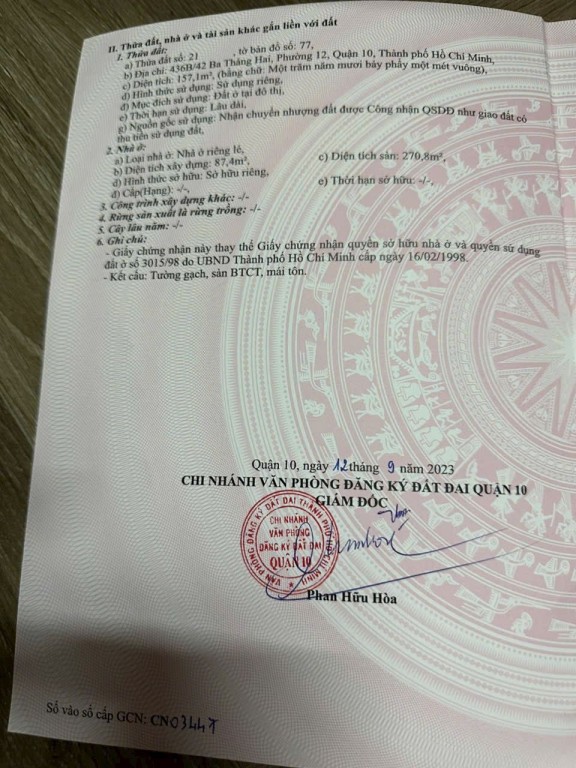 II. Thửa đất, nhà ở và tài sản khác gắn liền với đất
1. Thửa đất:
a) Thửa đất số: 21 , tờ bản đồ số: 77,
b) Địa chỉ: 436B/42 Ba Tháng Hai, Phường 12, Quận 10, Thành phố Hồ Chí Minh,
c) Diện tích: 157,1m², (bằng chữ: Một trăm năm mươi bảy phẩy một mét vuông),
d) Hình thức sử dụng: Sử dụng riêng,
đ) Mục đích sử dụng: Đất ở tại đô thị,
e) Thời hạn sử dụng: Lâu dài,
g) Nguồn gốc sử dụng: Nhận chuyển nhượng đất được Công nhận QSDĐ như giao đất có
thu tiền sử dụng đất,
2. Nhà ở:
a) Loại nhà ở: Nhà ở riêng lẻ,
b) Diện tích xây dựng: 87,4m², c) Diện tích sàn: 270,8m²,
d) Hình thức sở hữu: Sở hữu riêng,
đ) Cấp(Hạng): -/-, e) Thời hạn sở hữu: -/-,
3. Công trình xây dựng khác: -/-
4. Rừng sản xuất là rừng trồng: -/-
5. Cây lâu năm: -/-
6. Ghi chú:
- Giấy chứng nhận này thay thế Giấy chứng nhận quyền sở hữu nhà ở và quyền sử dụng
đất ở số 3015/98 do UBND Thành phố Hồ Chí Minh cấp ngày 16/02/1998.
- Kết cấu: Tường gạch, sàn BTCT, mái tôn.
Quận 10, ngày 12 tháng 9 năm 2023
CHI NHÁNH VĂN PHÒNG ĐĂNG KÝ ĐẤT ĐAI QUẬN 10
GIÁM ĐỐC
VĂN PHÒNG ĐĂNG KÝ ĐẤT ĐAI THÀNH PHỐ HỒ CHÍ MINH
CHI NHÁNH
VĂN PHÒNG
ĐĂNG KÝ ĐẤT ĐAI
QUẬN 10
Phan Hữu Hòa
Số vào sổ cấp GCN: CN03447